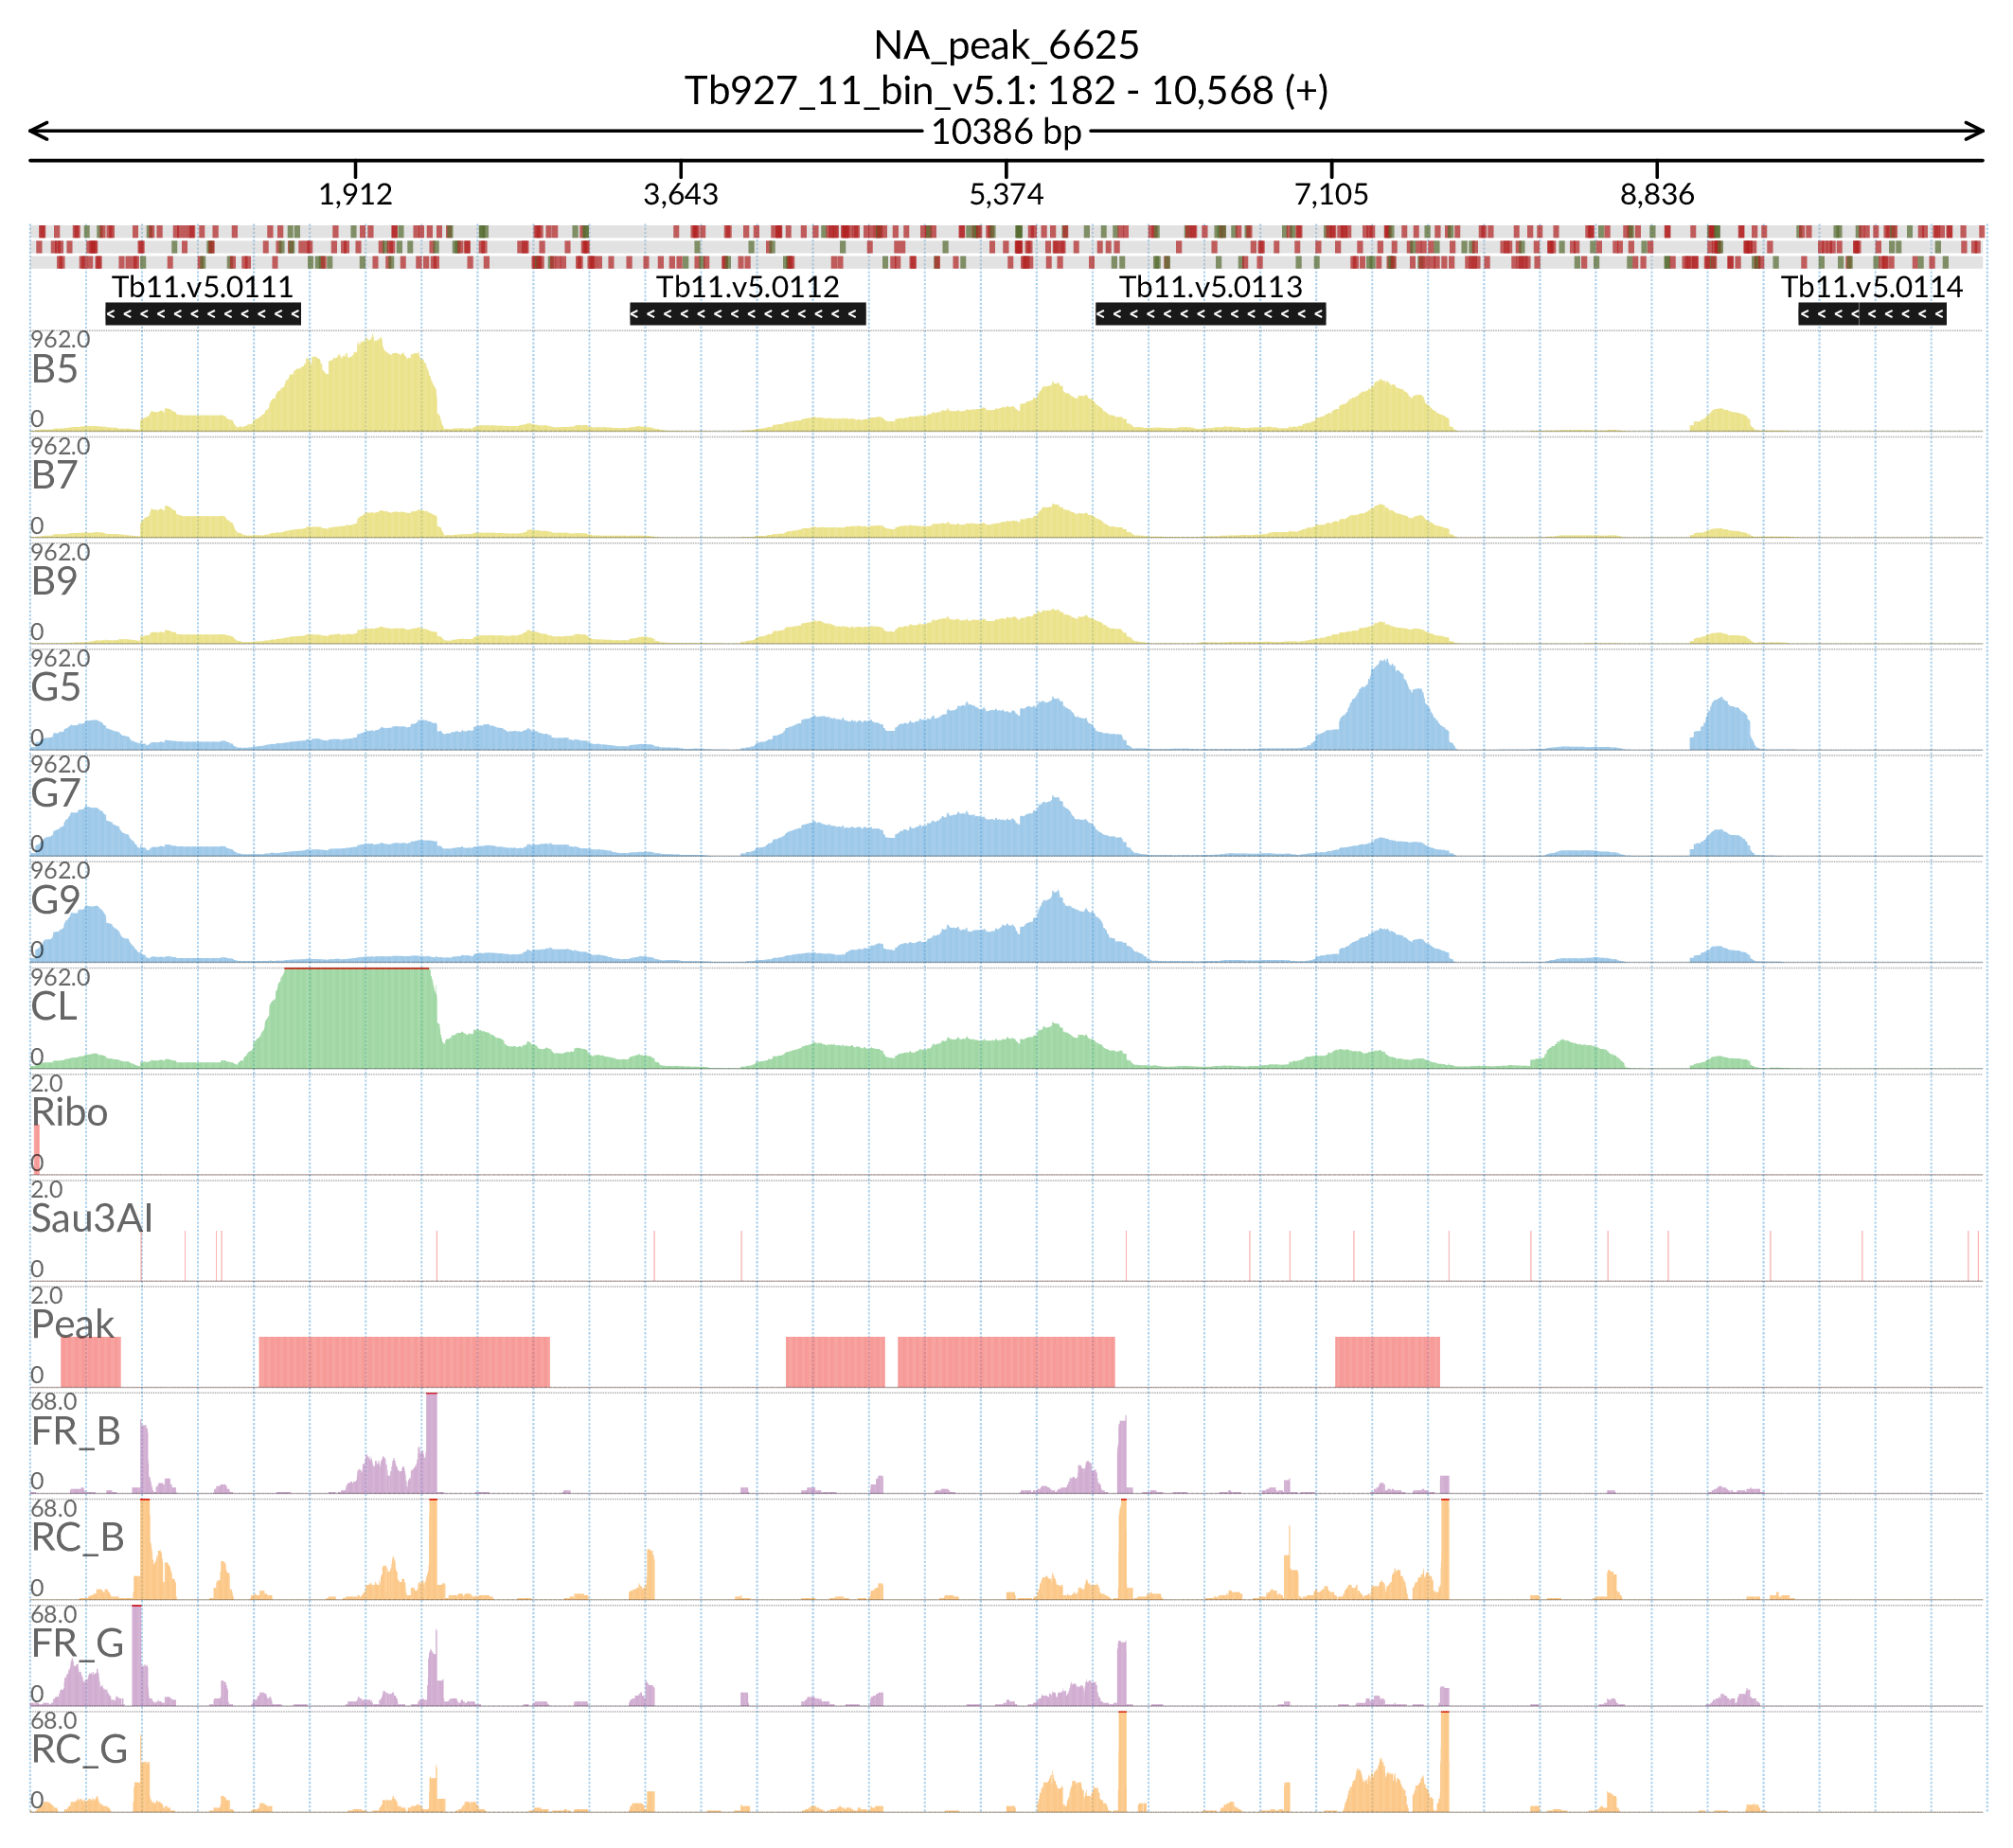 NA_peak_6625
Tb927_11_bin_v5.1: 182 - 10,568 (+)
10386 bp
1,912 3,643 5,374 7,105 8,836
Tb11.v5.0111 Tb11.v5.0112 Tb11.v5.0113 Tb11.v5.0114
962.0
B5
0
962.0
B7
0
962.0
B9
0
962.0
G5
0
962.0
G7
0
962.0
G9
0
962.0
CL
0
2.0
Ribo
0
2.0
Sau3AI
0
2.0
Peak
0
68.0
FR_B
0
68.0
RC_B
0
68.0
FR_G
0
68.0
RC_G
0